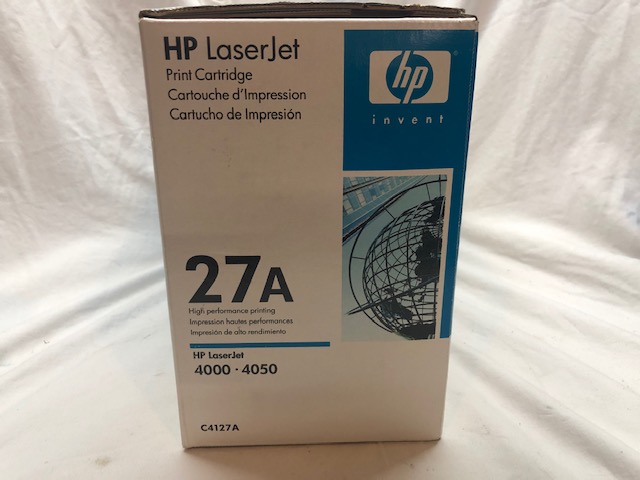 HP LaserJet
Print Cartridge
Cartouche d'Impression
Cartucho de Impresión
hp
invent
27A
High performance printing
Impression hautes performances
Impresión de alto rendimiento
HP LaserJet
4000 · 4050
C4127A